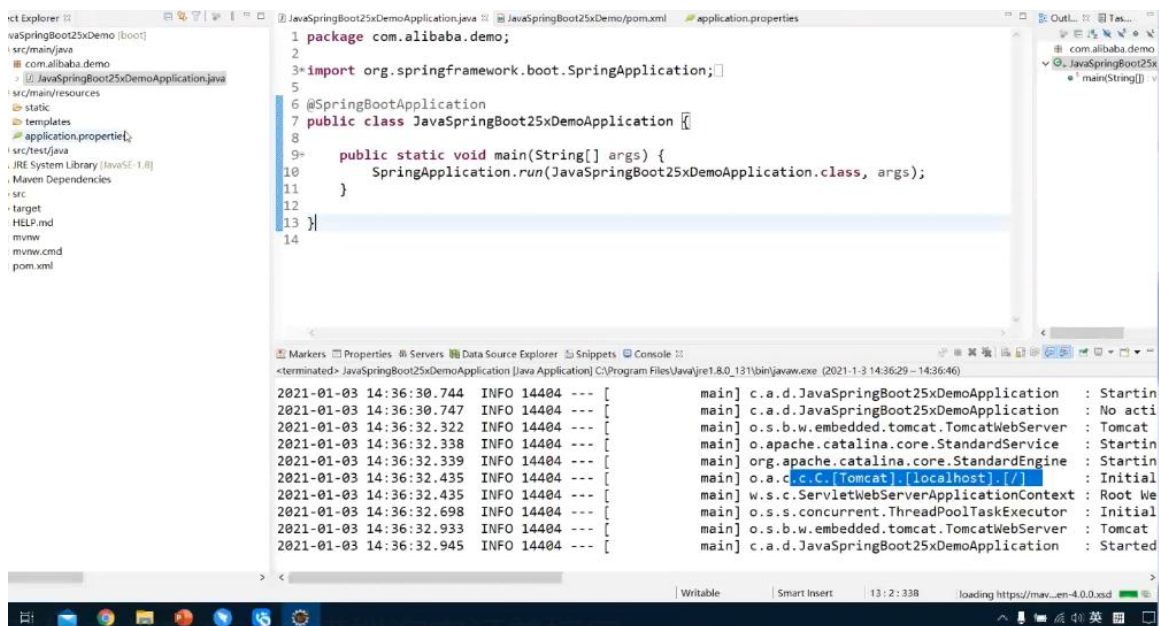 ect Explorer
vaSpringBoot25xDemo [boot]
src/main/java
com.alibaba.demo
JavaSpringBoot25xDemoApplication.java
src/main/resources
static
templates
application.properties
src/test/java
JRE System Library [JavaSE-1.8]
Maven Dependencies
src
target
HELP.md
mvnw
mvnw.cmd
pom.xml
JavaSpringBoot25xDemoApplication.java
JavaSpringBoot25xDemo/pom.xml
application.properties
1 package com.alibaba.demo;
2
3 import org.springframework.boot.SpringApplication;
5
6 @SpringBootApplication
7 public class JavaSpringBoot25xDemoApplication {
8
9 public static void main(String[] args) {
10 SpringApplication.run(JavaSpringBoot25xDemoApplication.class, args);
11 }
12
13 }
14
Outl...
Tas...
com.alibaba.demo
JavaSpringBoot25x
main(String[]) : v
Markers Properties Servers Data Source Explorer Snippets Console
<terminated> JavaSpringBoot25xDemoApplication [Java Application] C:\Program Files\Java\jre1.8.0_131\bin\javaw.exe (2021-1-3 14:36:29 – 14:36:46)
2021-01-03 14:36:30.744 INFO 14404 --- [ main] c.a.d.JavaSpringBoot25xDemoApplication : Startin
2021-01-03 14:36:30.747 INFO 14404 --- [ main] c.a.d.JavaSpringBoot25xDemoApplication : No acti
2021-01-03 14:36:32.322 INFO 14404 --- [ main] o.s.b.w.embedded.tomcat.TomcatWebServer : Tomcat
2021-01-03 14:36:32.338 INFO 14404 --- [ main] o.apache.catalina.core.StandardService : Startin
2021-01-03 14:36:32.339 INFO 14404 --- [ main] org.apache.catalina.core.StandardEngine : Startin
2021-01-03 14:36:32.435 INFO 14404 --- [ main] o.a.c.c.C.[Tomcat].[localhost].[/] : Initial
2021-01-03 14:36:32.435 INFO 14404 --- [ main] w.s.c.ServletWebServerApplicationContext : Root We
2021-01-03 14:36:32.698 INFO 14404 --- [ main] o.s.s.concurrent.ThreadPoolTaskExecutor : Initial
2021-01-03 14:36:32.933 INFO 14404 --- [ main] o.s.b.w.embedded.tomcat.TomcatWebServer : Tomcat
2021-01-03 14:36:32.945 INFO 14404 --- [ main] c.a.d.JavaSpringBoot25xDemoApplication : Started
Writable
Smart Insert
13 : 2 : 338
loading https://mav...en-4.0.0.xsd
英